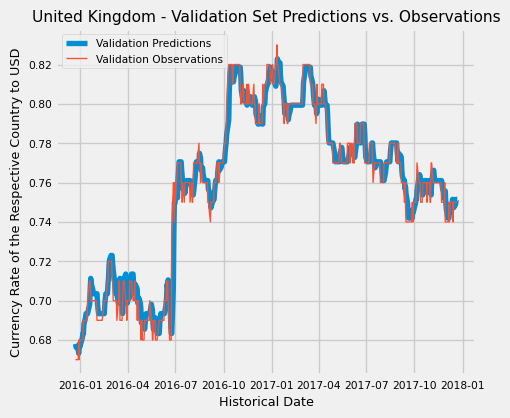 United Kingdom - Validation Set Predictions vs. Observations
Validation Predictions
Validation Observations
Currency Rate of the Respective Country to USD
0.82
0.80
0.78
0.76
0.74
0.72
0.70
0.68
2016-01 2016-04 2016-07 2016-10 2017-01 2017-04 2017-07 2017-10 2018-01
Historical Date